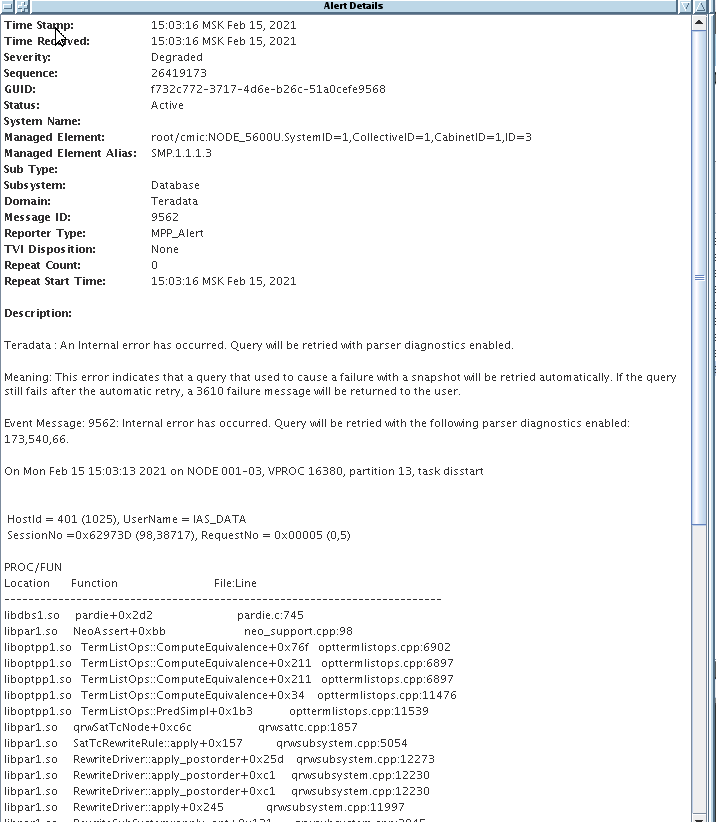 Alert Details
Time Stamp: 15:03:16 MSK Feb 15, 2021
Time Received: 15:03:16 MSK Feb 15, 2021
Severity: Degraded
Sequence: 26419173
GUID: f732c772-3717-4d6e-b26c-51a0cefe9568
Status: Active
System Name:
Managed Element: root/cmic:NODE_5600U.SystemID=1,CollectiveID=1,CabinetID=1,ID=3
Managed Element Alias: SMP.1.1.1.3
Sub Type:
Subsystem: Database
Domain: Teradata
Message ID: 9562
Reporter Type: MPP_Alert
TVI Disposition: None
Repeat Count: 0
Repeat Start Time: 15:03:16 MSK Feb 15, 2021
Description:
Teradata : An Internal error has occurred. Query will be retried with parser diagnostics enabled.
Meaning: This error indicates that a query that used to cause a failure with a snapshot will be retried automatically. If the query
still fails after the automatic retry, a 3610 failure message will be returned to the user.
Event Message: 9562: Internal error has occurred. Query will be retried with the following parser diagnostics enabled:
173,540,66.
On Mon Feb 15 15:03:13 2021 on NODE 001-03, VPROC 16380, partition 13, task disstart
HostId = 401 (1025), UserName = IAS_DATA
SessionNo =0x62973D (98,38717), RequestNo = 0x00005 (0,5)
PROC/FUN
Location Function File:Line
--------------------------------------------------------------------------------
libdbs1.so pardie+0x2d2 pardie.c:745
libpar1.so NeoAssert+0xbb neo_support.cpp:98
liboptpp1.so TermListOps::ComputeEquivalence+0x76f opttermlistops.cpp:6902
liboptpp1.so TermListOps::ComputeEquivalence+0x211 opttermlistops.cpp:6897
liboptpp1.so TermListOps::ComputeEquivalence+0x211 opttermlistops.cpp:6897
liboptpp1.so TermListOps::ComputeEquivalence+0x34 opttermlistops.cpp:11476
liboptpp1.so TermListOps::PredSimpl+0x1b3 opttermlistops.cpp:11539
libpar1.so qrwSatTcNode+0xc6c qrwsattc.cpp:1857
libpar1.so SatTcRewriteRule::apply+0x157 qrwsubsystem.cpp:5054
libpar1.so RewriteDriver::apply_postorder+0x25d qrwsubsystem.cpp:12273
libpar1.so RewriteDriver::apply_postorder+0xc1 qrwsubsystem.cpp:12230
libpar1.so RewriteDriver::apply_postorder+0xc1 qrwsubsystem.cpp:12230
libpar1.so RewriteDriver::apply+0x245 qrwsubsystem.cpp:11997
libpar1.so